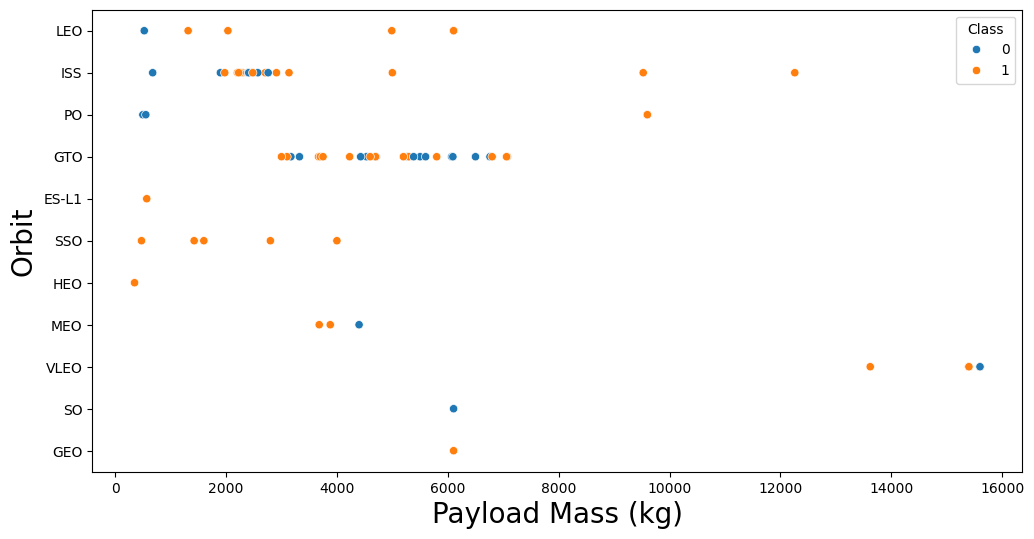 LEO
ISS
PO
GTO
ES-L1
SSO
HEO
MEO
VLEO
SO
GEO
Orbit
Class
0
1
0 2000 4000 6000 8000 10000 12000 14000 16000
Payload Mass (kg)